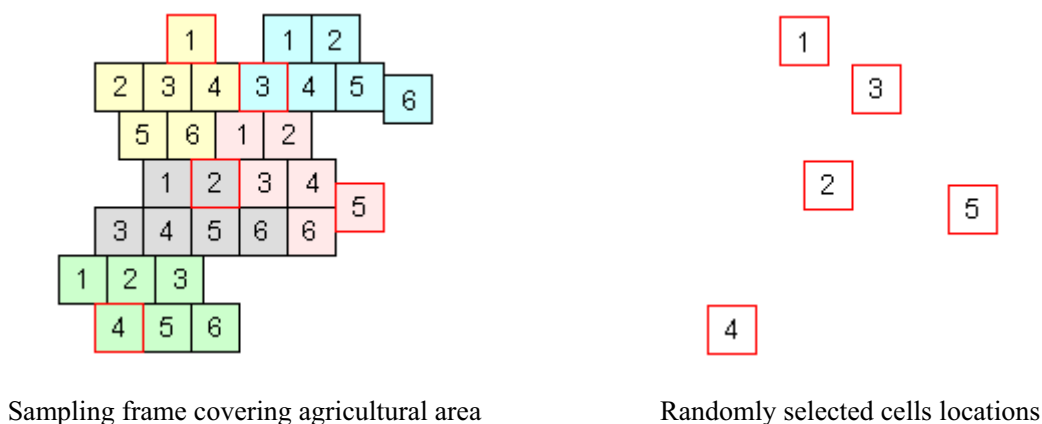 1 1 2
1
2 3 4 3 4 5 6
3
5 6 1 2
1 2 3 4 5
2 5
3 4 5 6 6
1 2 3
4 5 6
4
Sampling frame covering agricultural area
Randomly selected cells locations